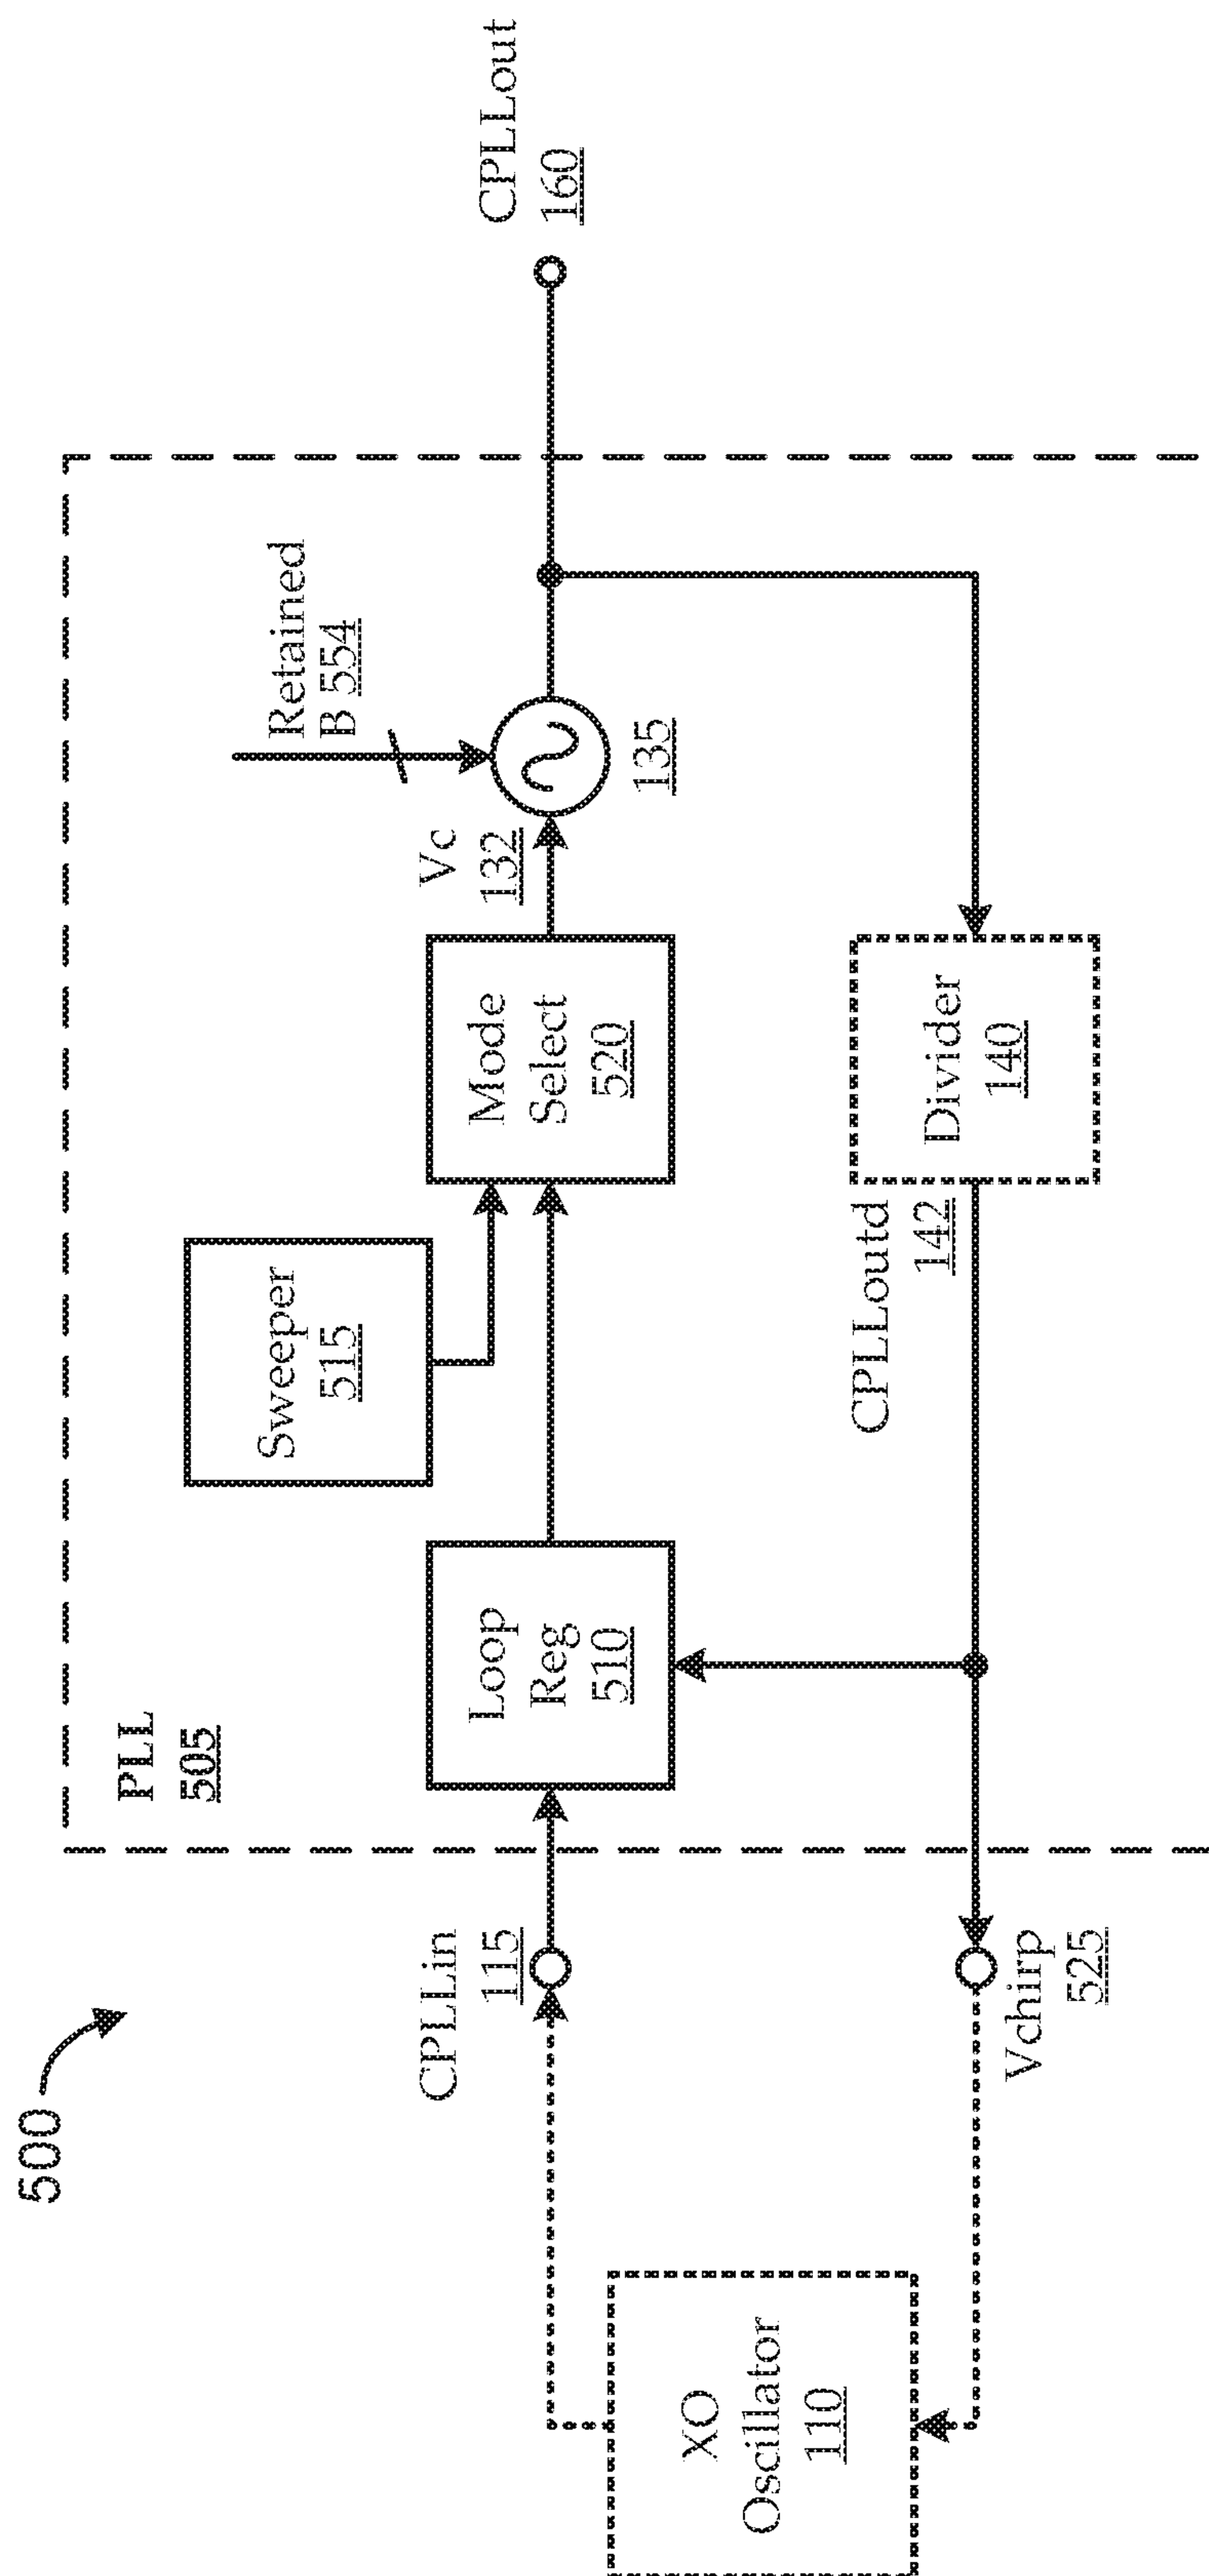 500
PLL
505
CPLLin
115
XO
Oscillator
110
Vchirp
525
Loop
Reg
510
Sweeper
515
Mode
Select
520
Vc
132
Retained
B 554
135
CPLLout
160
CPLLoutd
142
Divider
140